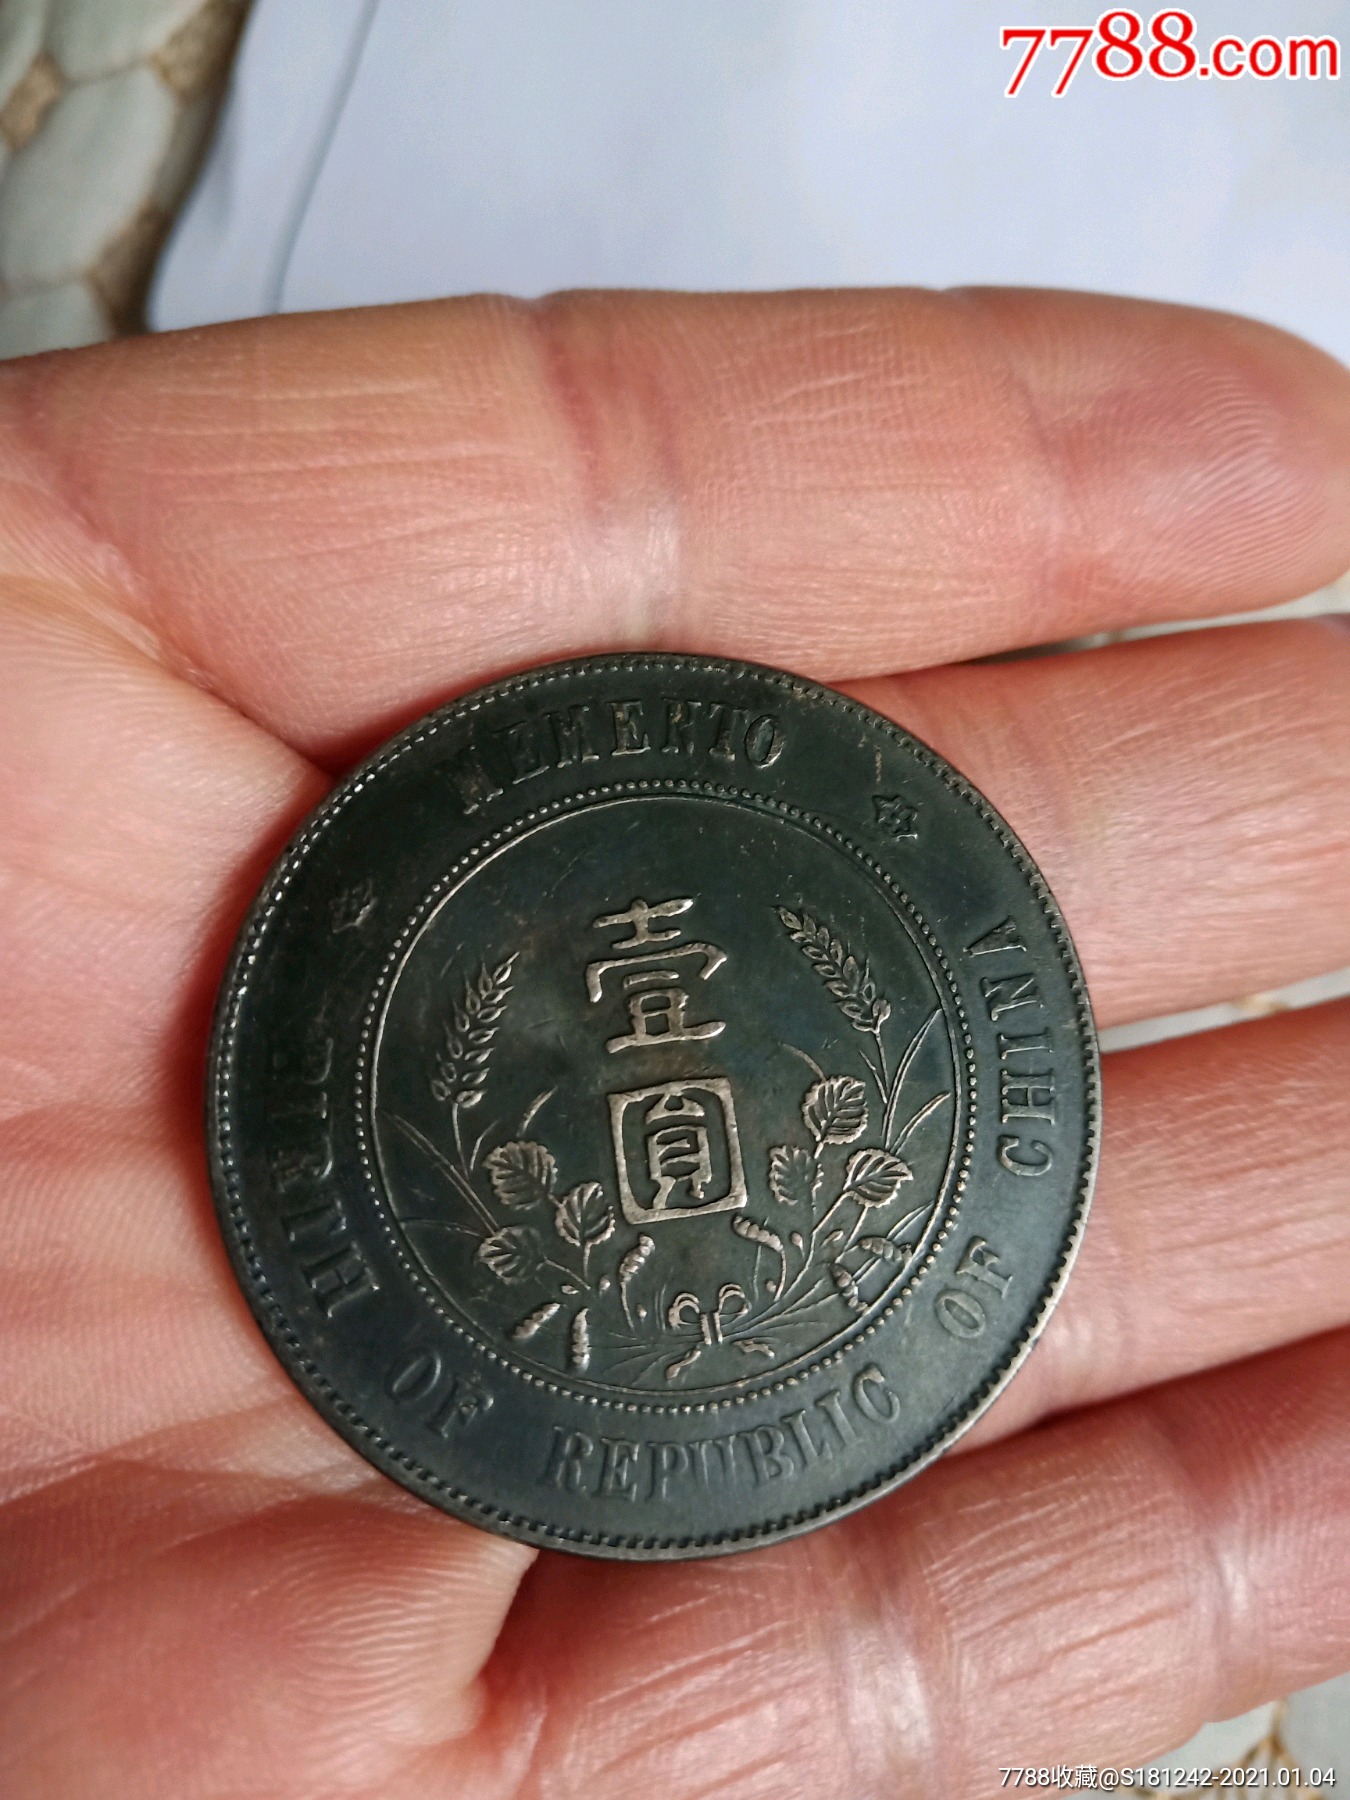 7788.com
MEMENTO
壹
圓
BIRTH OF REPUBLIC OF CHINA
7788收藏@S181242-2021.01.04